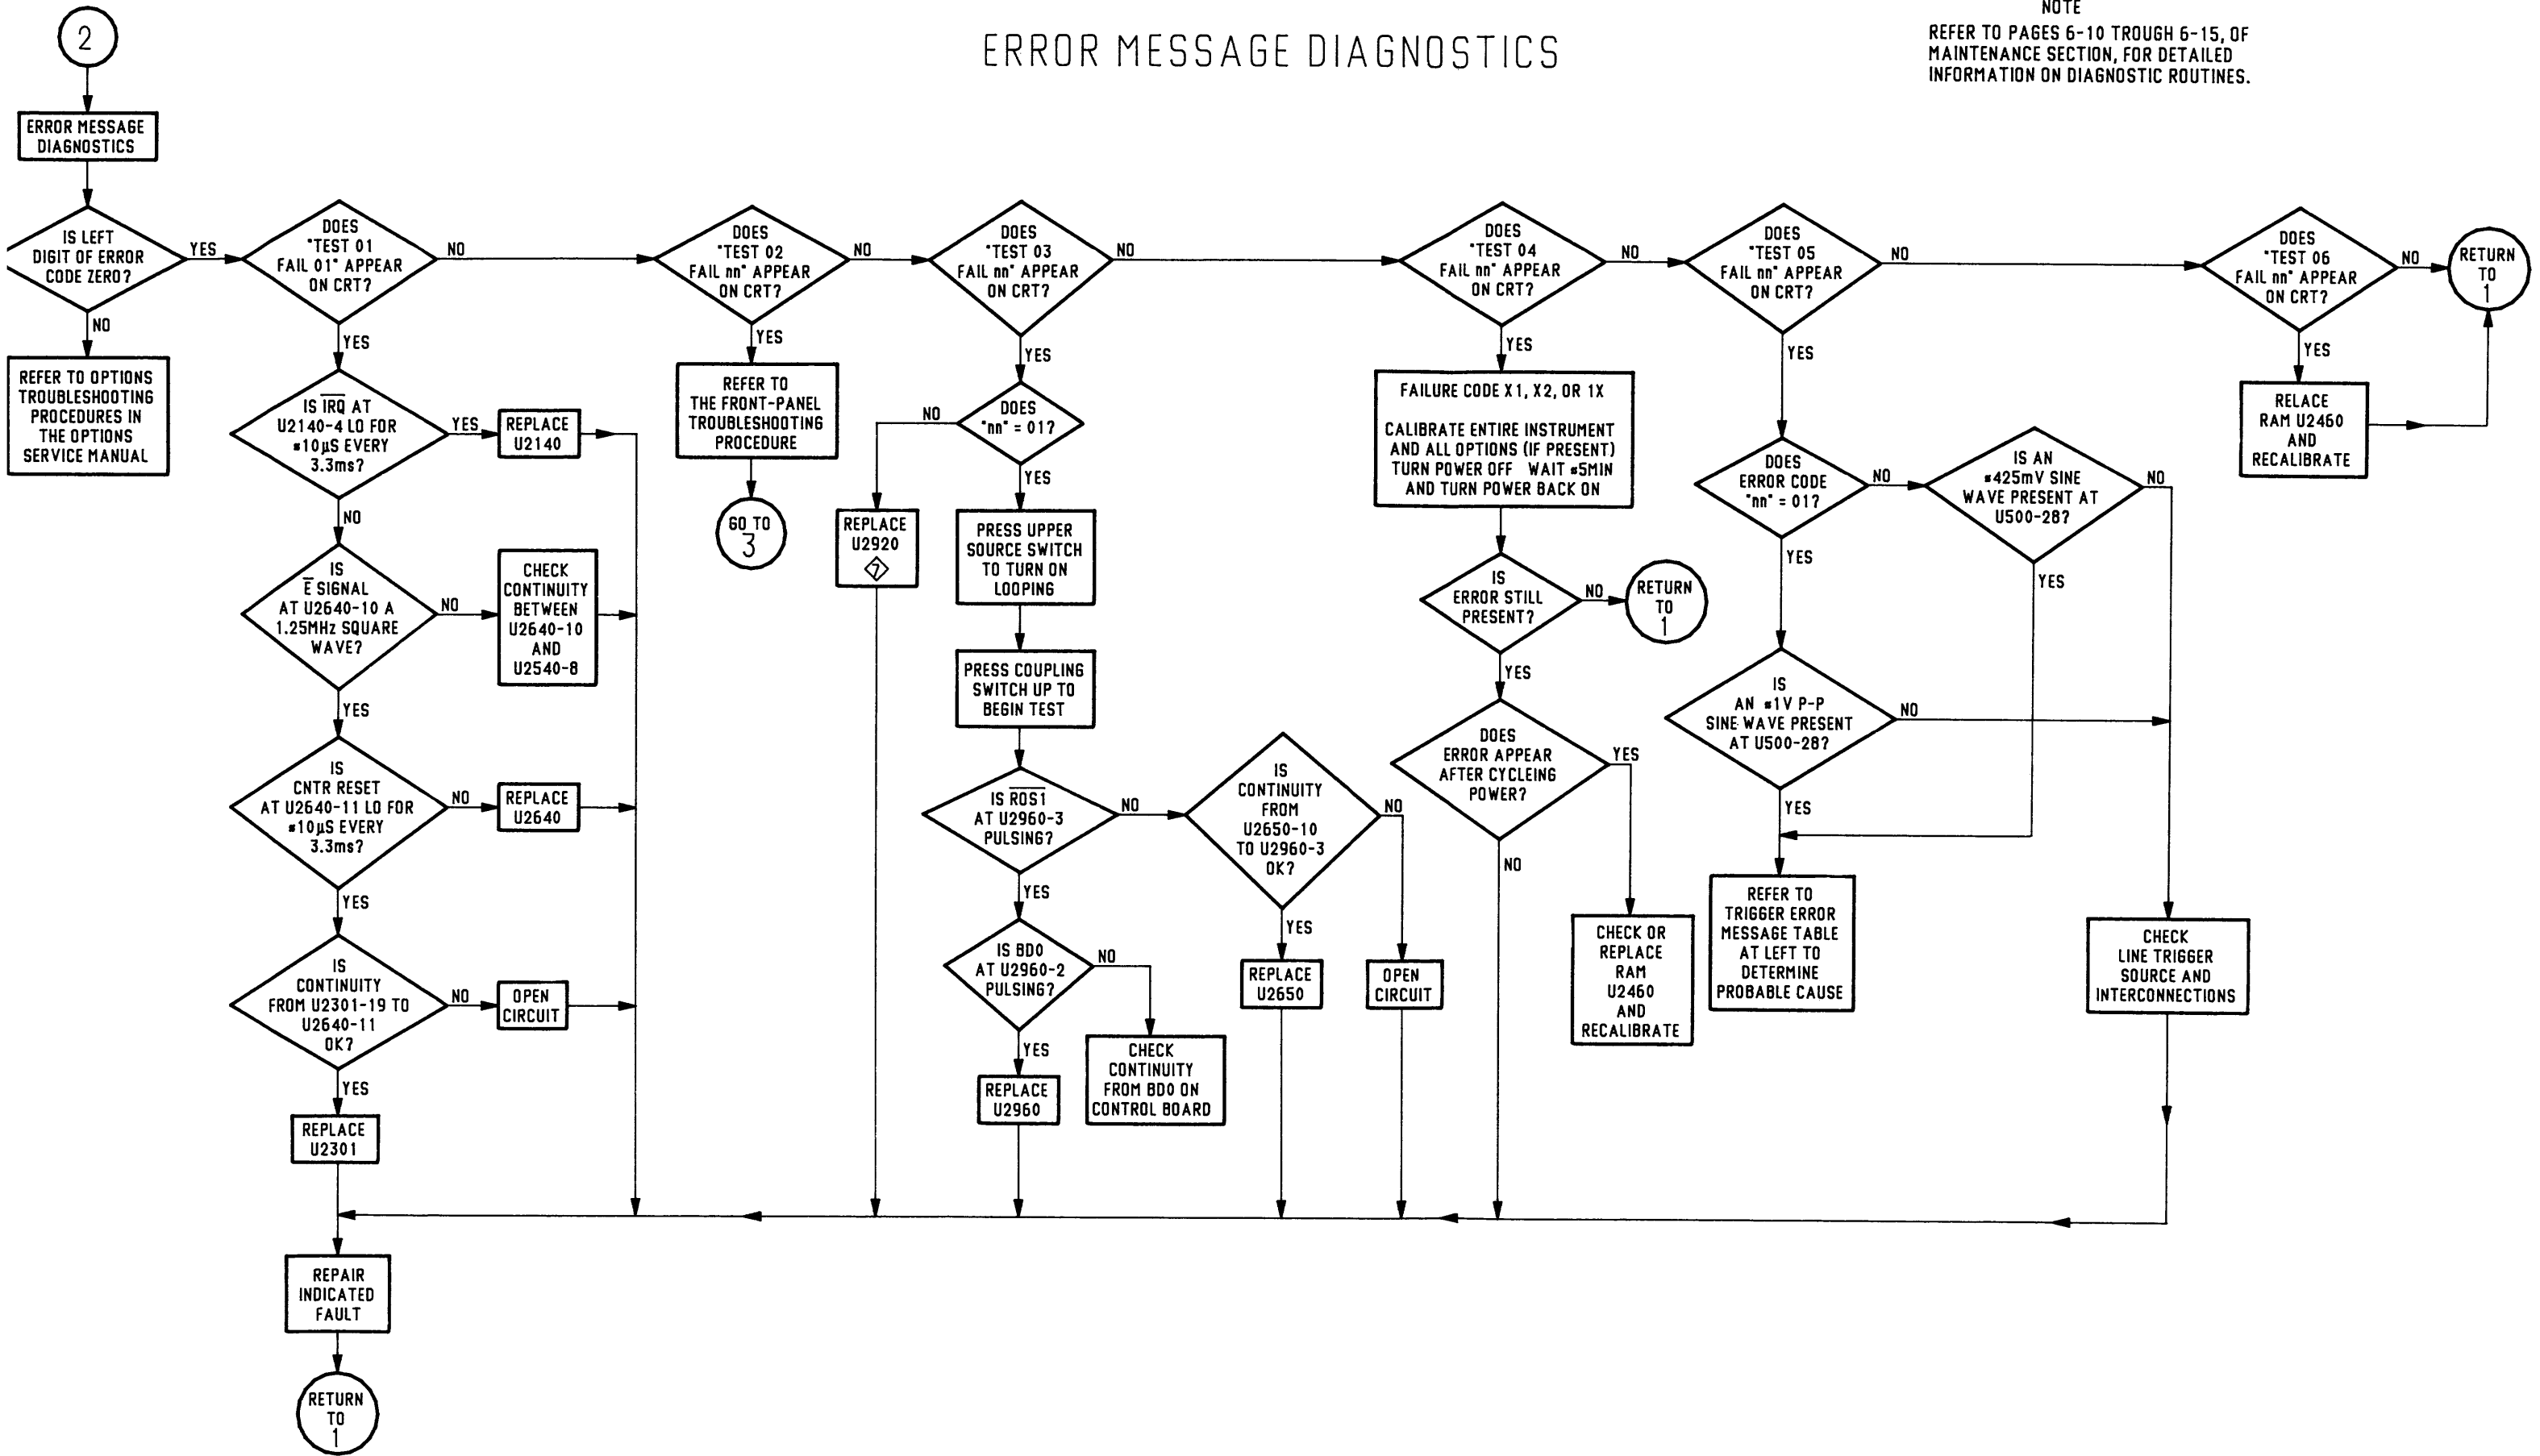 ERROR MESSAGE DIAGNOSTICS
NOTE
REFER TO PAGES 6-10 TROUGH 6-15, OF
MAINTENANCE SECTION, FOR DETAILED
INFORMATION ON DIAGNOSTIC ROUTINES.
2
ERROR MESSAGE
DIAGNOSTICS
IS LEFT
DIGIT OF ERROR
CODE ZERO?
YES
NO
REFER TO OPTIONS
TROUBLESHOOTING
PROCEDURES IN
THE OPTIONS
SERVICE MANUAL
DOES
"TEST 01
FAIL 01" APPEAR
ON CRT?
NO
YES
IS I̅R̅Q̅ AT
U2140-4 LO FOR
≈10µS EVERY
3.3ms?
YES
REPLACE
U2140
NO
IS
E̅ SIGNAL
AT U2640-10 A
1.25MHz SQUARE
WAVE?
NO
CHECK
CONTINUITY
BETWEEN
U2640-10
AND
U2540-8
YES
IS
CNTR RESET
AT U2640-11 LO FOR
≈10µS EVERY
3.3ms?
NO
REPLACE
U2640
YES
IS
CONTINUITY
FROM U2301-19 TO
U2640-11
OK?
NO
OPEN
CIRCUIT
YES
REPLACE
U2301
REPAIR
INDICATED
FAULT
RETURN
TO
1
DOES
"TEST 02
FAIL nn" APPEAR
ON CRT?
NO
YES
REFER TO
THE FRONT-PANEL
TROUBLESHOOTING
PROCEDURE
GO TO
3
DOES
"TEST 03
FAIL nn" APPEAR
ON CRT?
NO
YES
DOES
"nn" = 01?
NO
REPLACE
U2920
7
YES
PRESS UPPER
SOURCE SWITCH
TO TURN ON
LOOPING
PRESS COUPLING
SWITCH UP TO
BEGIN TEST
IS R̅O̅S̅1̅
AT U2960-3
PULSING?
NO
YES
IS BD0
AT U2960-2
PULSING?
NO
CHECK
CONTINUITY
FROM BD0 ON
CONTROL BOARD
YES
REPLACE
U2960
IS
CONTINUITY
FROM
U2650-10
TO U2960-3
OK?
NO
YES
REPLACE
U2650
OPEN
CIRCUIT
DOES
"TEST 04
FAIL nn" APPEAR
ON CRT?
NO
YES
FAILURE CODE X1, X2, OR 1X
CALIBRATE ENTIRE INSTRUMENT
AND ALL OPTIONS (IF PRESENT)
TURN POWER OFF WAIT ≈5MIN
AND TURN POWER BACK ON
IS
ERROR STILL
PRESENT?
NO
RETURN
TO
1
YES
DOES
ERROR APPEAR
AFTER CYCLEING
POWER?
YES
NO
CHECK OR
REPLACE
RAM
U2460
AND
RECALIBRATE
DOES
"TEST 05
FAIL nn" APPEAR
ON CRT?
NO
YES
DOES
ERROR CODE
"nn" = 01?
NO
YES
IS AN
≈425mV SINE
WAVE PRESENT AT
U500-28?
NO
YES
IS
AN ≈1V P-P
SINE WAVE PRESENT
AT U500-28?
NO
YES
REFER TO
TRIGGER ERROR
MESSAGE TABLE
AT LEFT TO
DETERMINE
PROBABLE CAUSE
CHECK
LINE TRIGGER
SOURCE AND
INTERCONNECTIONS
DOES
"TEST 06
FAIL nn" APPEAR
ON CRT?
NO
YES
RELACE
RAM U2460
AND
RECALIBRATE
RETURN
TO
1